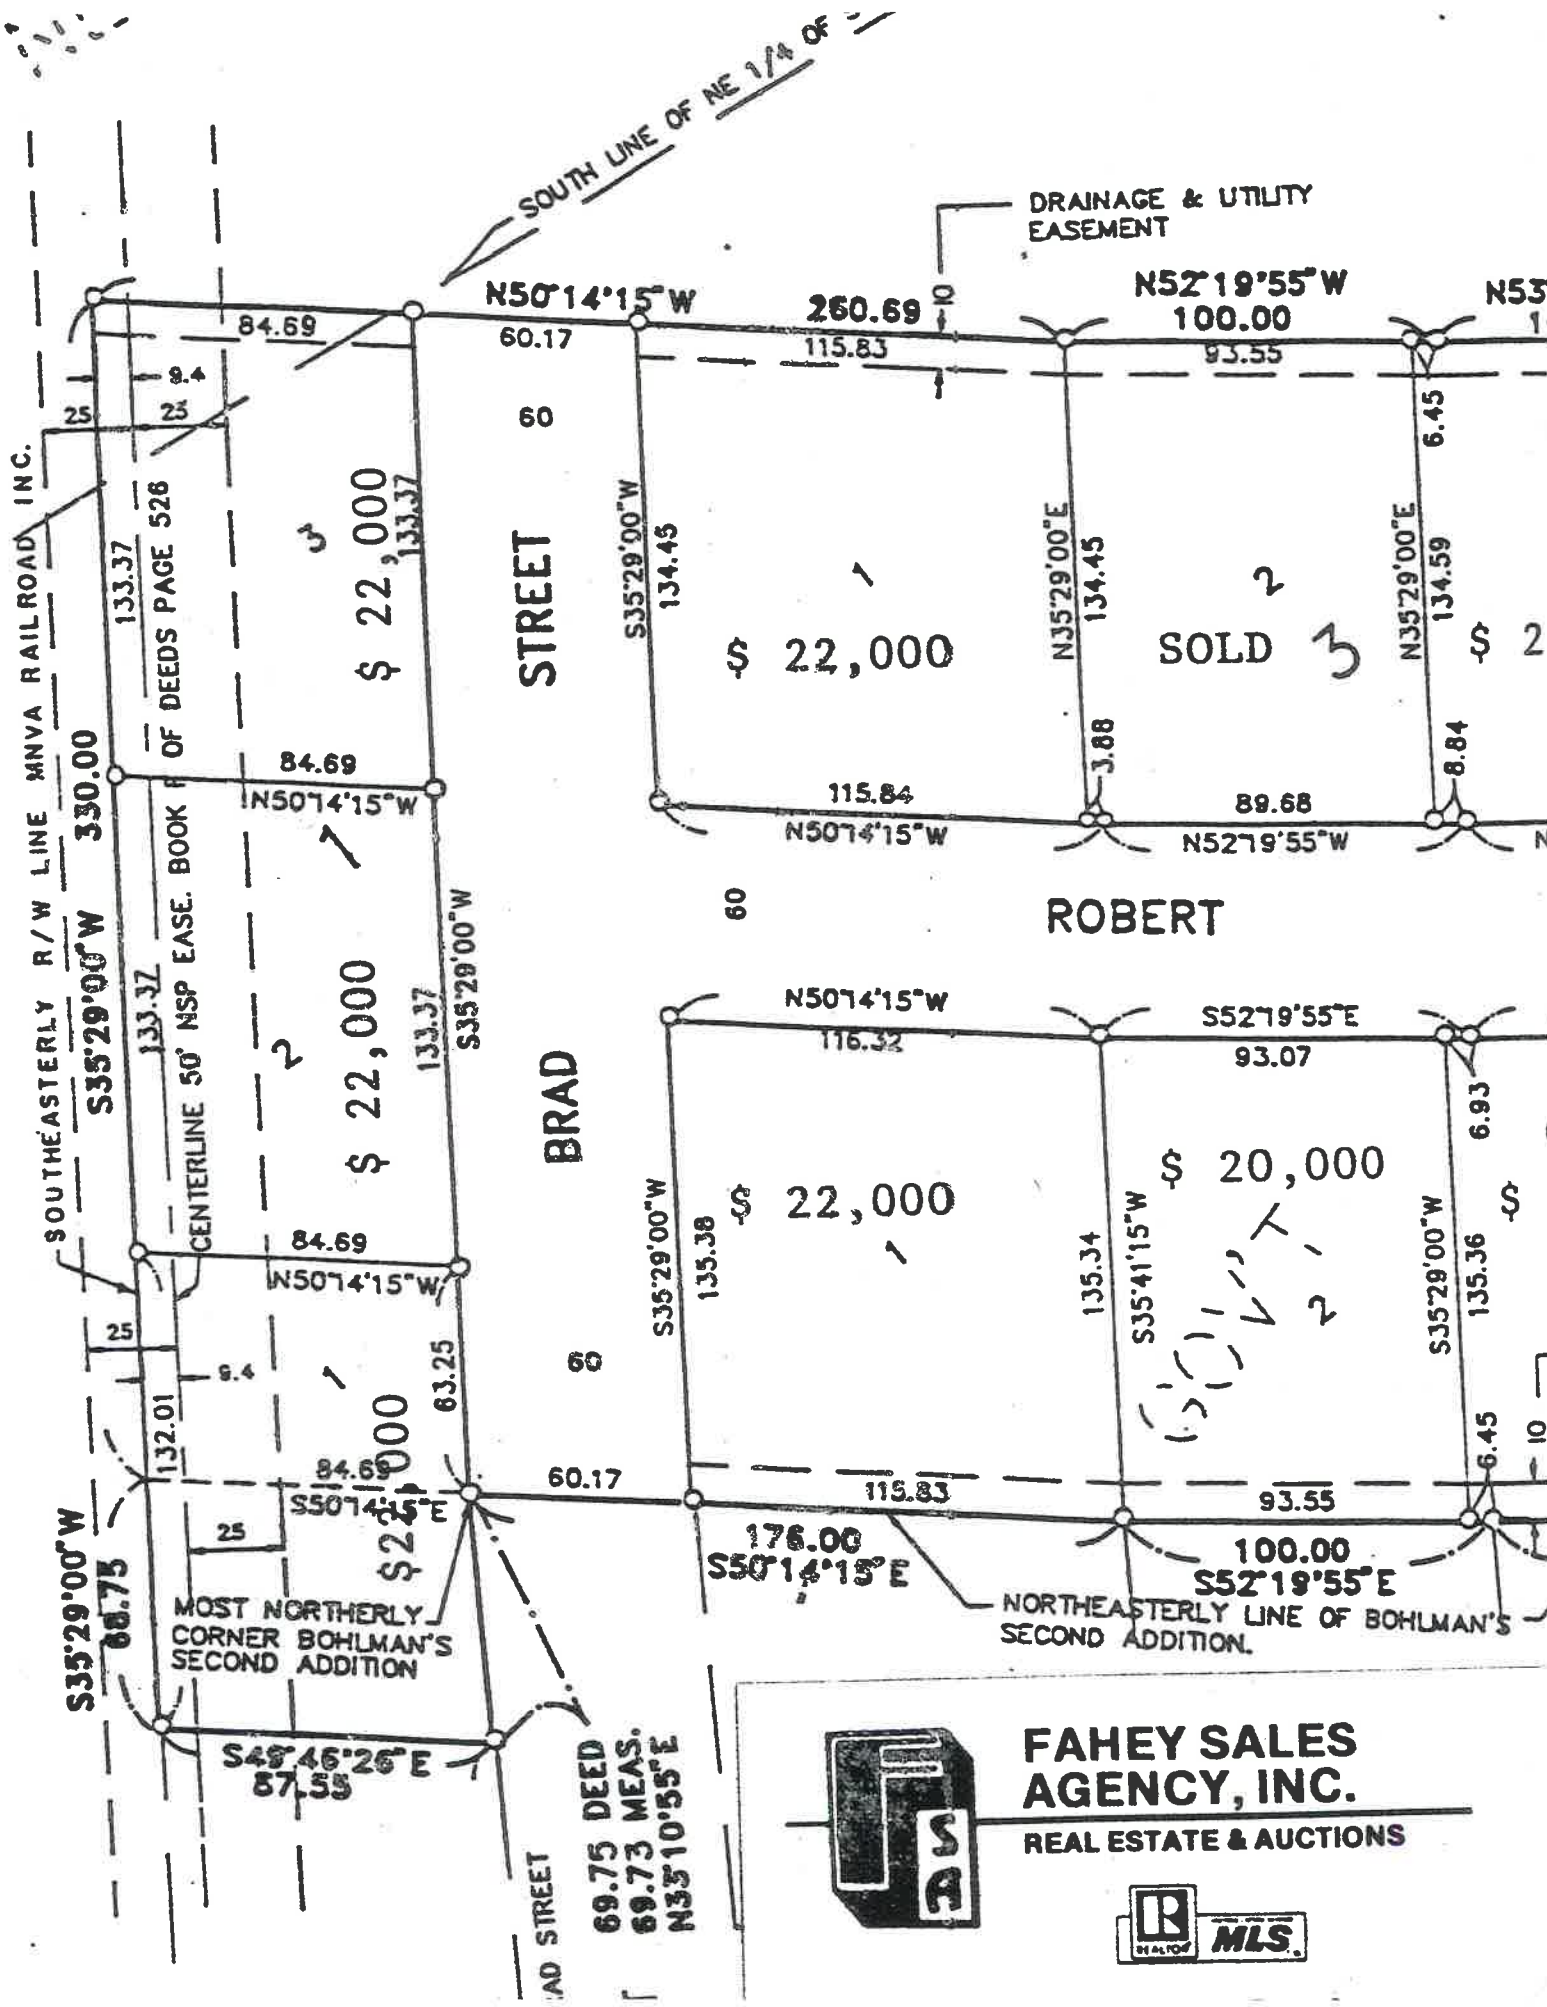 SOUTH LINE OF NE 1/4 OF
DRAINAGE & UTILITY
EASEMENT
N50°14'15"W
260.69
10
N52°19'55"W
100.00
N53
84.69
60.17
115.83
93.55
9.4
25
25
60
6.45
SOUTHEASTERLY R/W LINE MNVA RAILROAD INC.
S35°29'00"W 330.00
CENTERLINE 50' NSP EASE. BOOK F OF DEEDS PAGE 526
133.37
3
$ 22,000
133.37
BRAD STREET
S35°29'00"W
134.45
1
$ 22,000
N35°29'00"E
134.45
2
SOLD 3
N35°29'00"E
134.59
$ 2
3.88
8.84
84.69
N50°14'15"W
1
115.84
N50°14'15"W
89.68
N52°19'55"W
N
60
ROBERT
133.37
2
$ 22,000
133.37
S35°29'00"W
N50°14'15"W
116.32
S52°19'55"E
93.07
6.93
S35°29'00"W
135.38
$ 22,000
1
135.34
S35°41'15"W
$ 20,000
2
S35°29'00"W
135.36
$
84.69
N50°14'15"W
25
9.4
132.01
1
63.25
60
6.45
10
84.69
S50°14'15"E
60.17
115.83
93.55
25
176.00
S50°14'15"E
100.00
S52°19'55"E
S35°29'00"W
68.75
MOST NORTHERLY
CORNER BOHLMAN'S
SECOND ADDITION
NORTHEASTERLY LINE OF BOHLMAN'S
SECOND ADDITION.
S49°46'26"E
87.55
69.75 DEED
69.73 MEAS.
N35°10'55"E
AD STREET
FAHEY SALES
AGENCY, INC.
REAL ESTATE & AUCTIONS
FSA
R
REALTOR
MLS